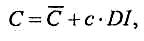 C = C̅ + c · DI,